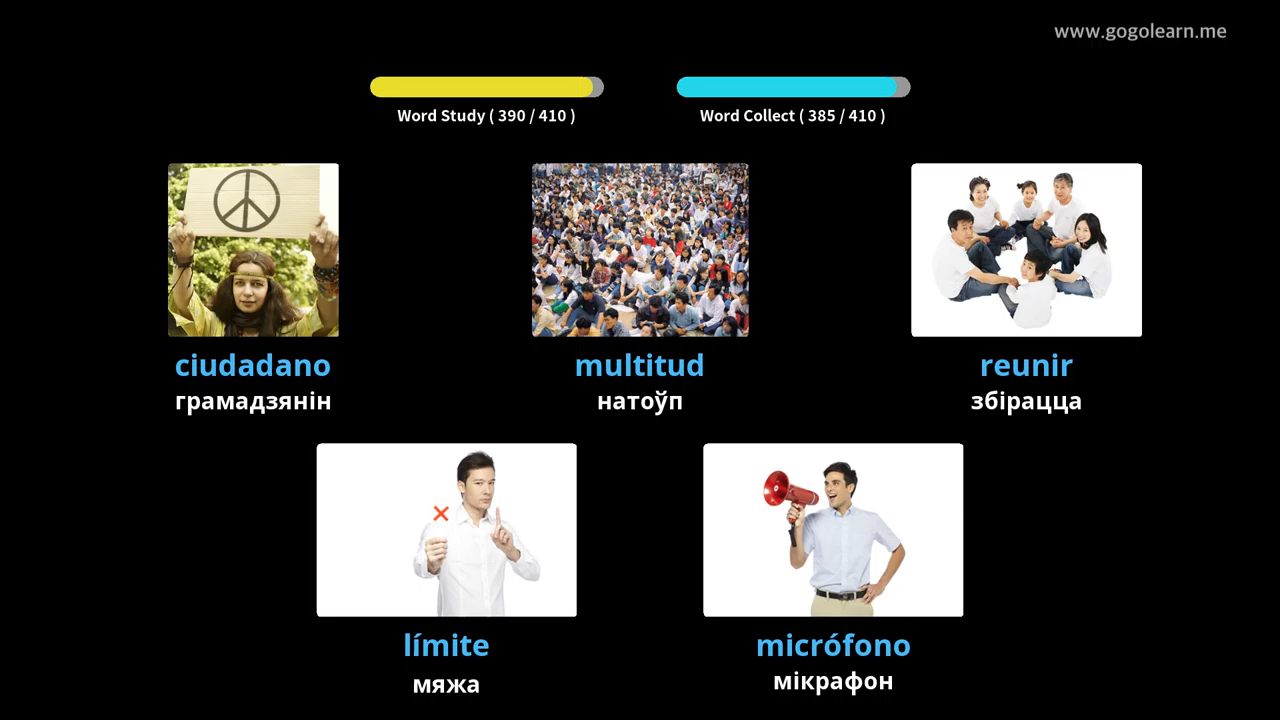 www.gogolearn.me
Word Study ( 390 / 410 )
Word Collect ( 385 / 410 )
ciudadano
грамадзянін
multitud
натоўп
reunir
збірацца
límite
мяжа
micrófono
мікрафон